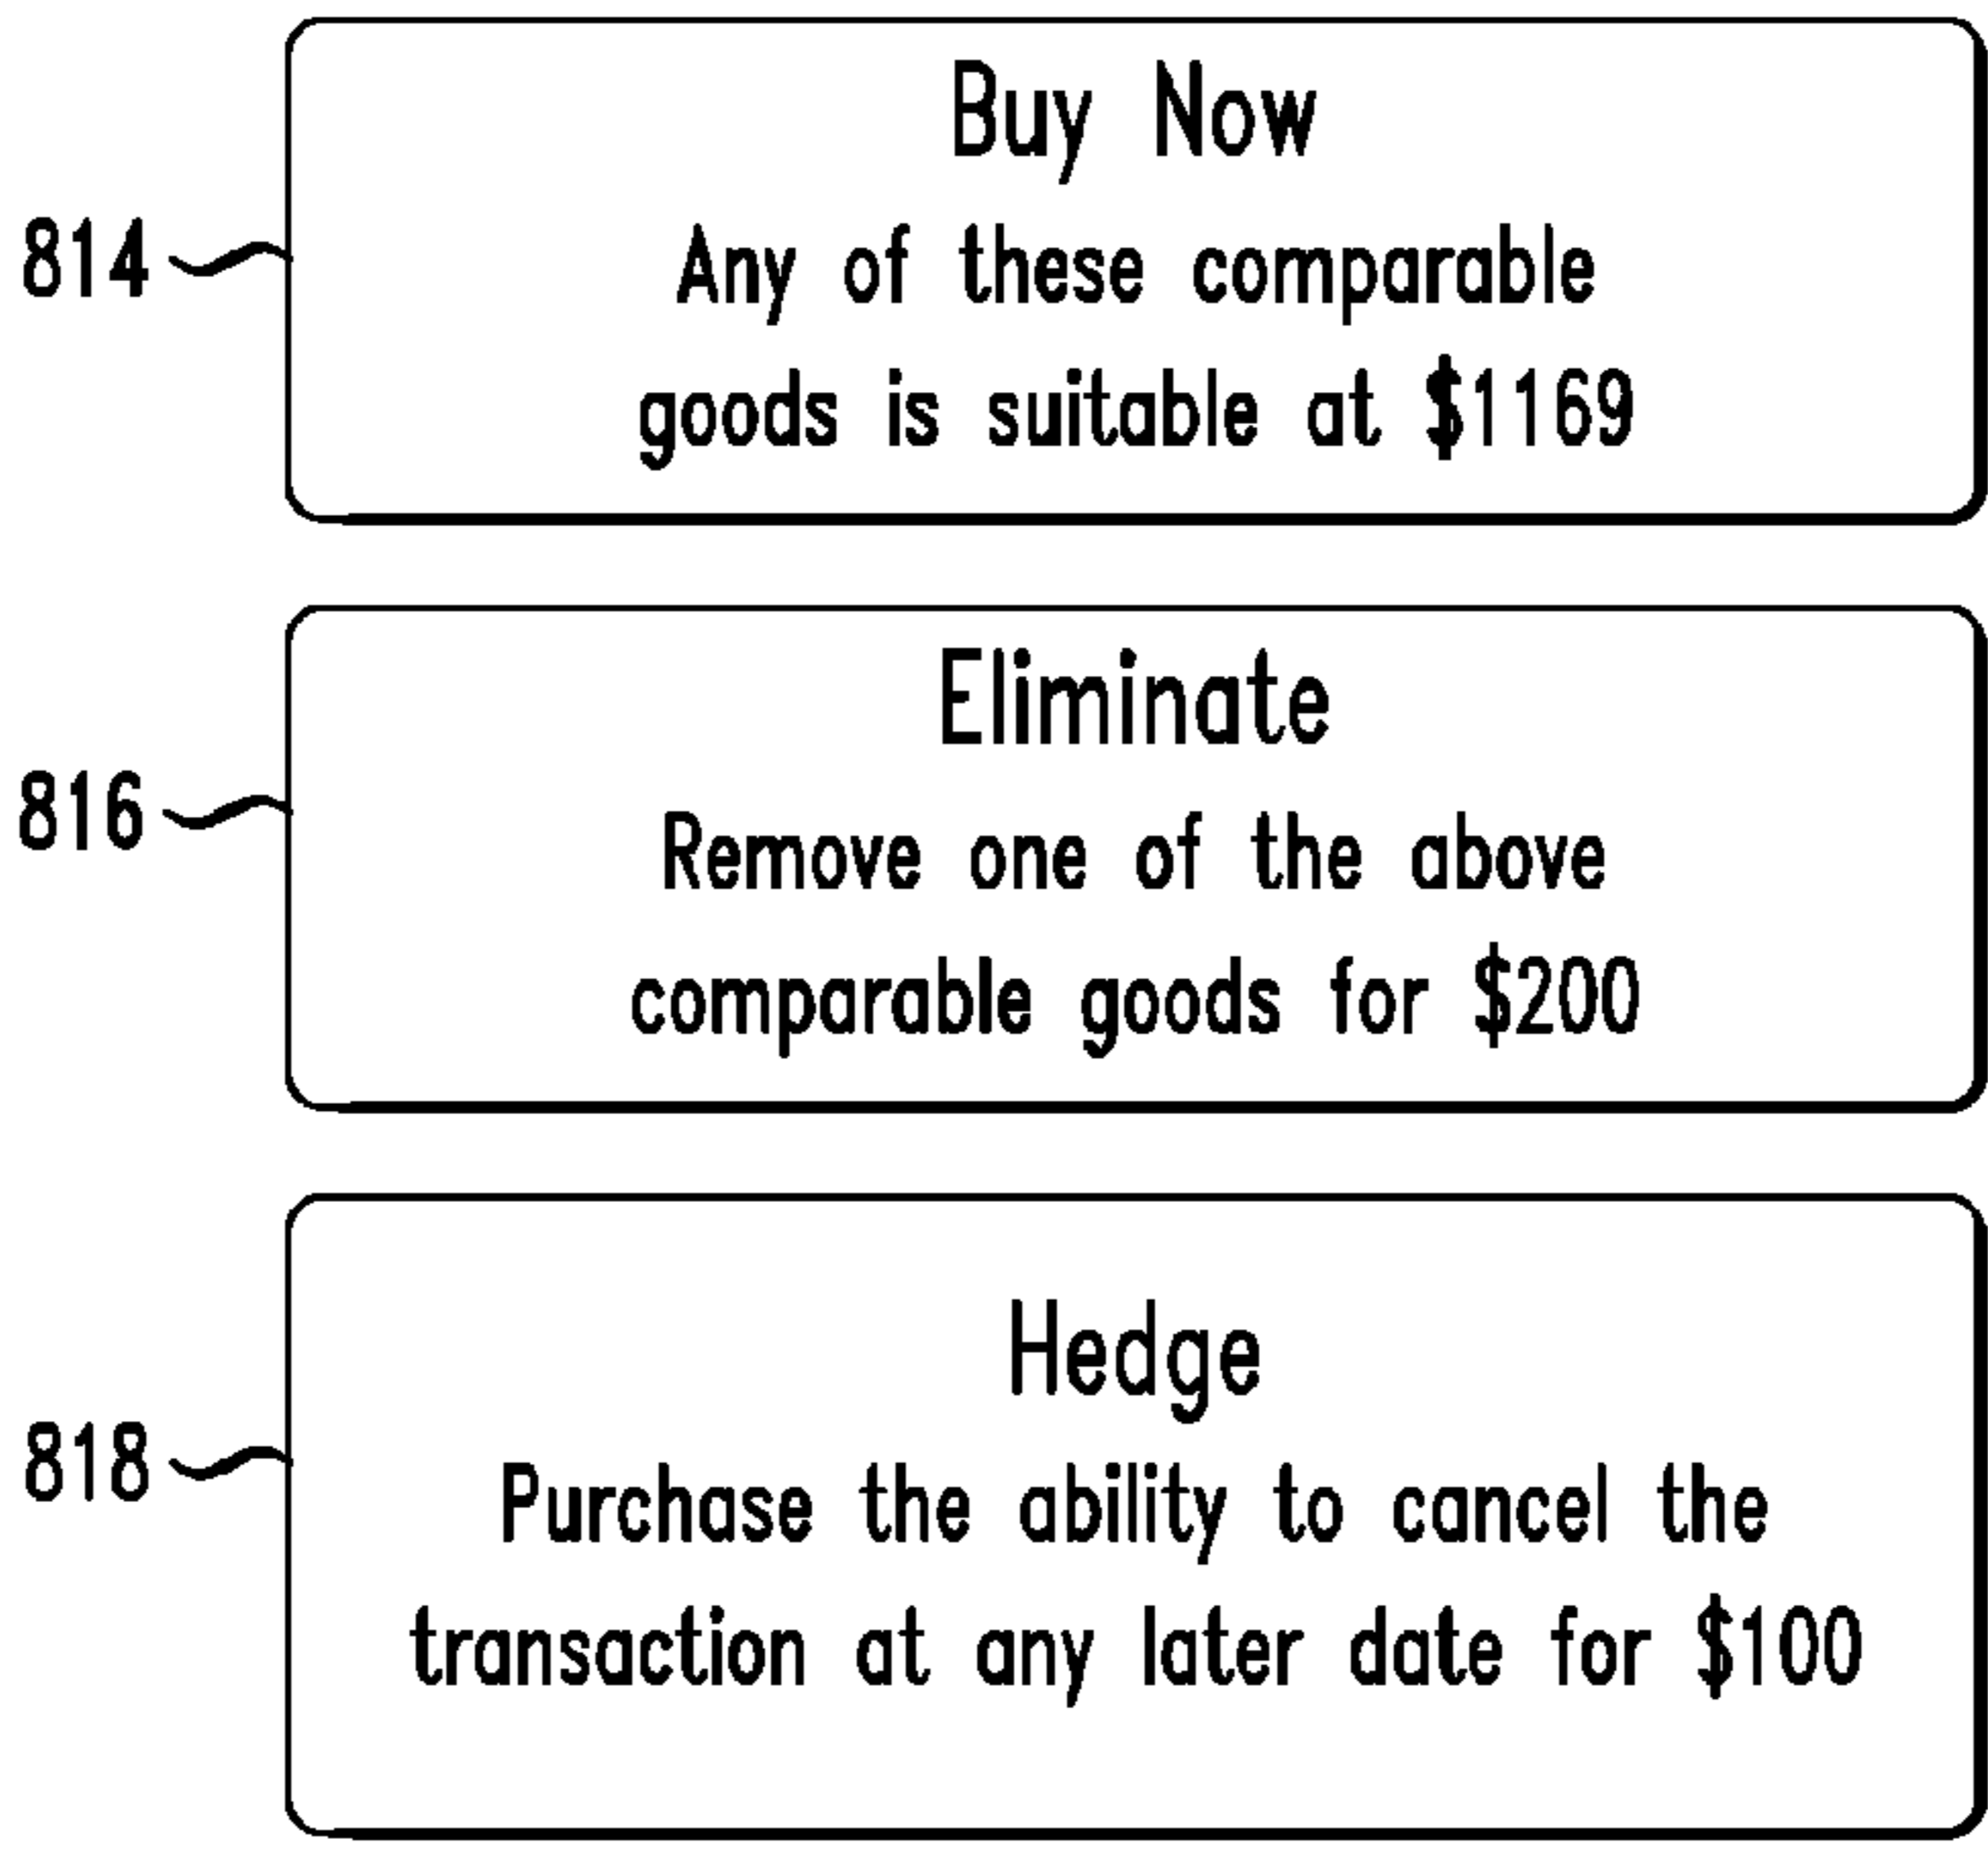 Buy Now
814
Any of these comparable
goods is suitable at $1169
Eliminate
816
Remove one of the above
comparable goods for $200
Hedge
818
Purchase the ability to cancel the
transaction at any later date for $100